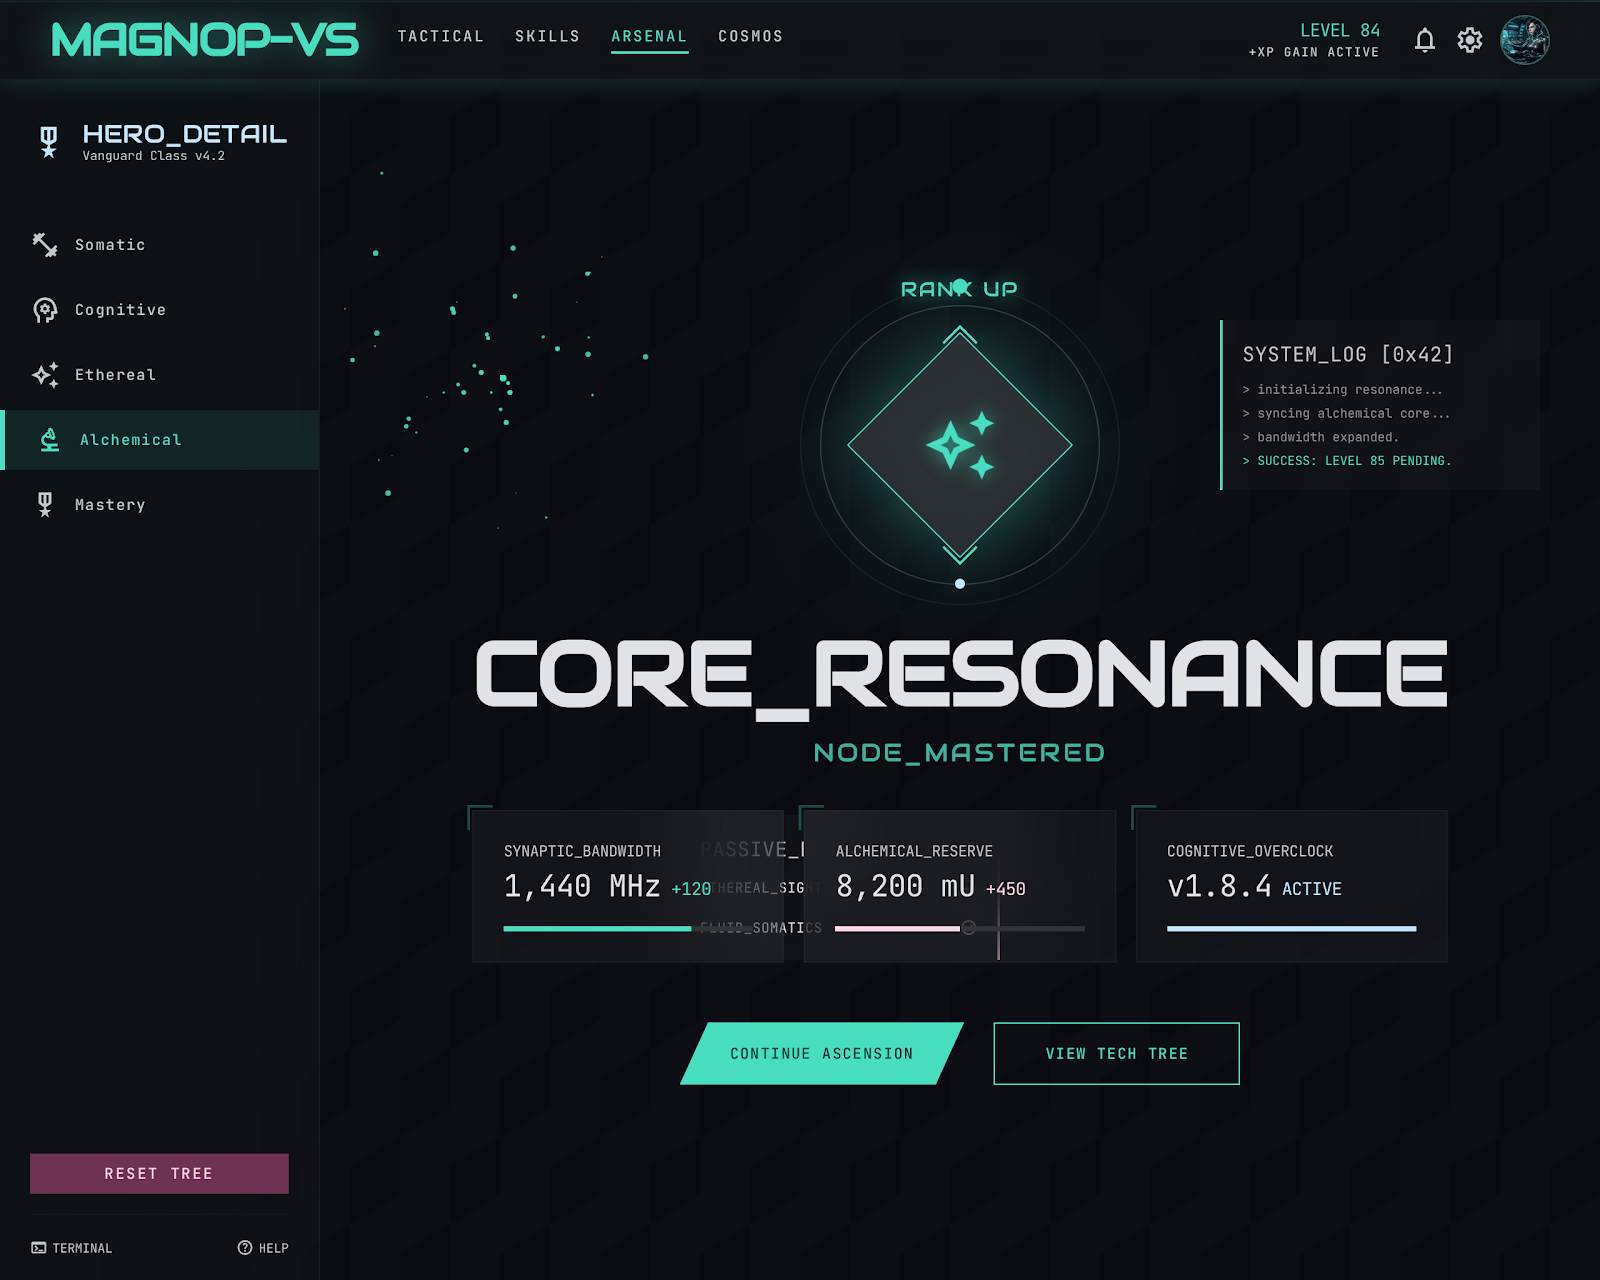 MAGNOP-VS
TACTICAL
SKILLS
ARSENAL
COSMOS
LEVEL 84
+XP GAIN ACTIVE
HERO_DETAIL
Vanguard Class v4.2
Somatic
Cognitive
Ethereal
Alchemical
Mastery
RESET TREE
TERMINAL
HELP
RANK UP
SYSTEM_LOG [0x42]
> initializing resonance...
> syncing alchemical core...
> bandwidth expanded.
> SUCCESS: LEVEL 85 PENDING.
CORE_RESONANCE
NODE_MASTERED
SYNAPTIC_BANDWIDTH
1,440 MHz +120
ALCHEMICAL_RESERVE
8,200 mU +450
COGNITIVE_OVERCLOCK
v1.8.4 ACTIVE
FLUID_SOMATICS
CONTINUE ASCENSION
VIEW TECH TREE